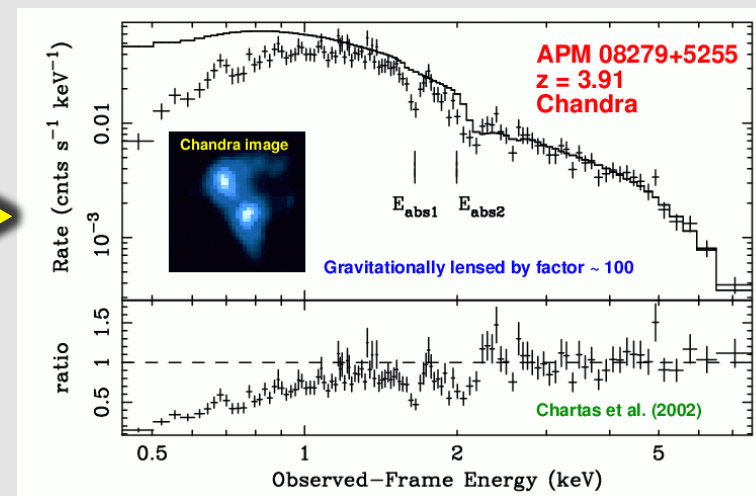 APM 08279+5255
z = 3.91
Chandra
Rate (cnts s⁻¹ keV⁻¹)
0.01
10⁻³
Chandra image
E_abs1 E_abs2
Gravitationally lensed by factor ~ 100
ratio
1.5
1
0.5
Chartas et al. (2002)
0.5 1 2 5
Observed-Frame Energy (keV)